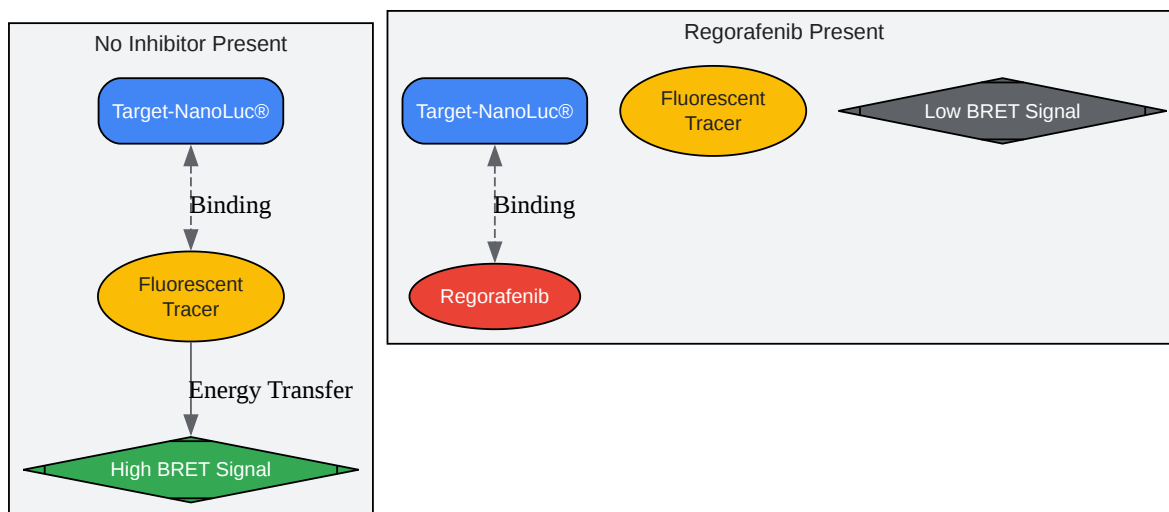 No Inhibitor Present
Target-NanoLuc®
Binding
Fluorescent
Tracer
Energy Transfer
High BRET Signal
Regorafenib Present
Target-NanoLuc®
Binding
Regorafenib
Fluorescent
Tracer
Low BRET Signal